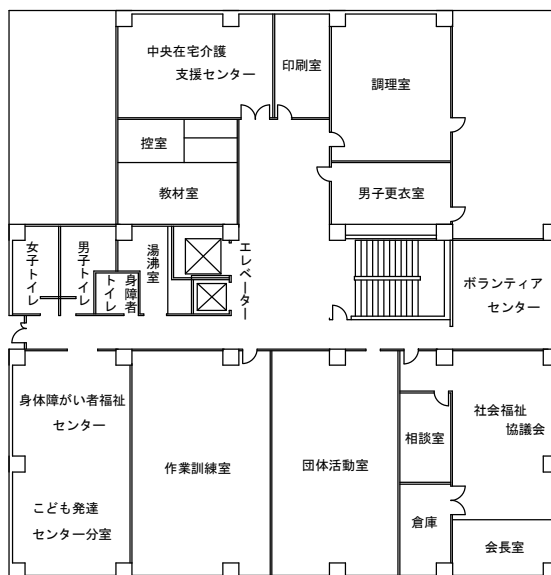 中央在宅介護
支援センター
印刷室
調理室
控室
教材室
男子更衣室
女子トイレ
男子トイレ
身障者
トイレ
湯沸室
エレベーター
ボランティア
センター
身体障がい者福祉
センター
こども発達
センター分室
作業訓練室
団体活動室
相談室
倉庫
社会福祉
協議会
会長室